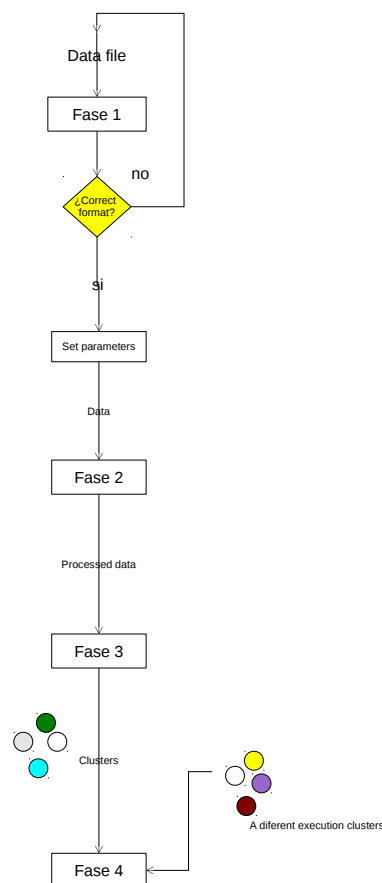 Data file
Fase 1
no
¿Correct
format?
si
Set parameters
Data
Fase 2
Processed data
Fase 3
Clusters
A diferent execution clusters
Fase 4